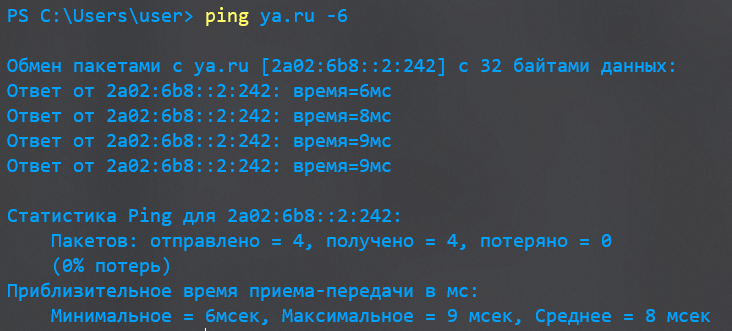 PS C:\Users\user> ping ya.ru -6
Обмен пакетами с ya.ru [2a02:6b8::2:242] с 32 байтами данных:
Ответ от 2a02:6b8::2:242: время=6мс
Ответ от 2a02:6b8::2:242: время=8мс
Ответ от 2a02:6b8::2:242: время=9мс
Ответ от 2a02:6b8::2:242: время=9мс
Статистика Ping для 2a02:6b8::2:242:
Пакетов: отправлено = 4, получено = 4, потеряно = 0
(0% потерь)
Приблизительное время приема-передачи в мс:
Минимальное = 6мсек, Максимальное = 9 мсек, Среднее = 8 мсек